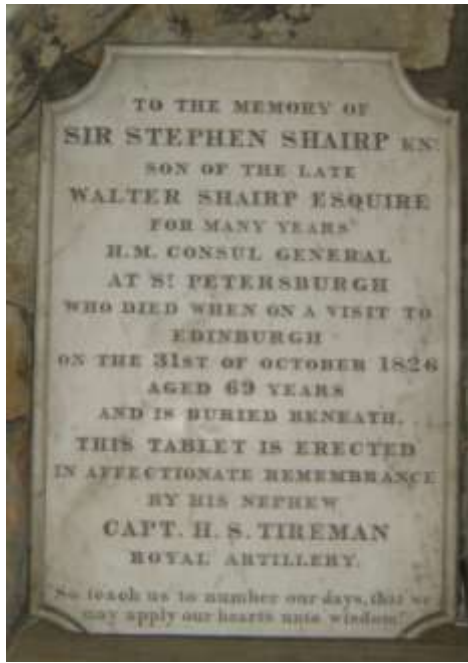 TO THE MEMORY OF
SIR STEPHEN SHAIRP KNT.
SON OF THE LATE
WALTER SHAIRP ESQUIRE
FOR MANY YEARS
H.M. CONSUL GENERAL
AT ST. PETERSBURGH
WHO DIED WHEN ON A VISIT TO
EDINBURGH
ON THE 31ST OF OCTOBER 1826
AGED 69 YEARS
AND IS BURIED BENEATH.
THIS TABLET IS ERECTED
IN AFFECTIONATE REMEMBRANCE
BY HIS NEPHEW
CAPT. H. S. TIREMAN
ROYAL ARTILLERY.
So teach us to number our days, that we
may apply our hearts unto wisdom.